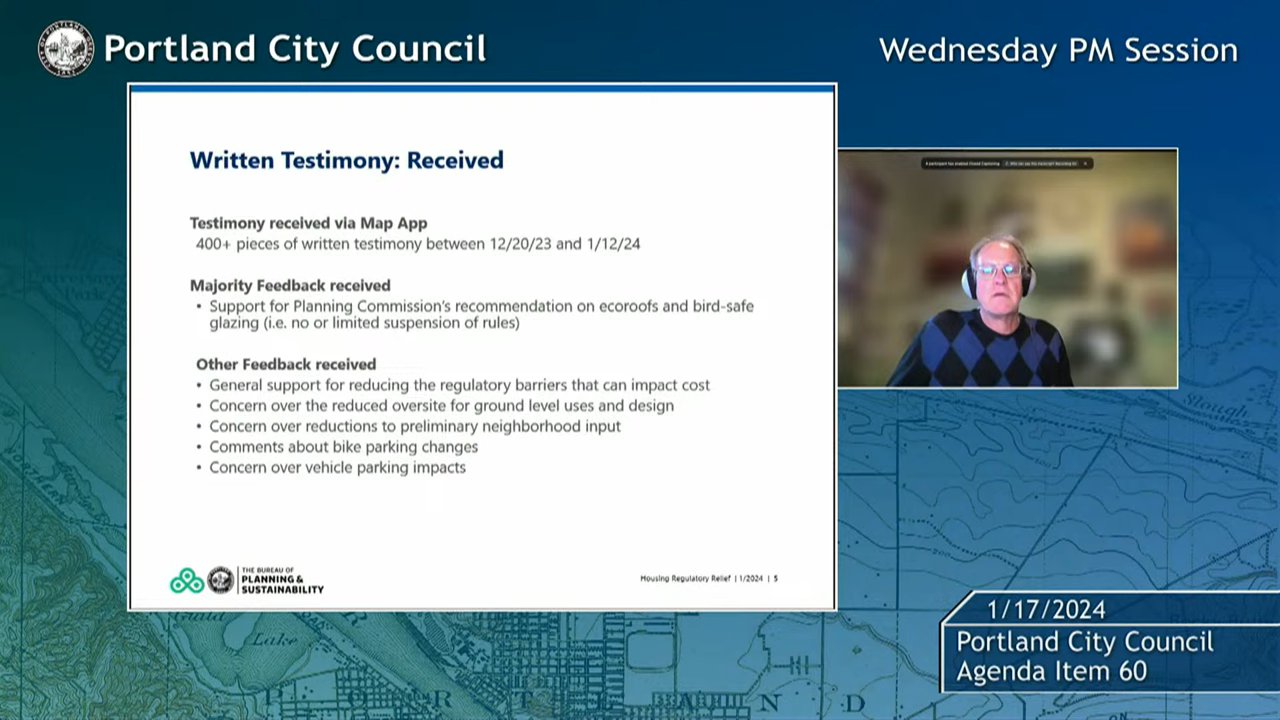 Portland City Council
Wednesday PM Session
Written Testimony: Received
Testimony received via Map App
400+ pieces of written testimony between 12/20/23 and 1/12/24
Majority Feedback received
• Support for Planning Commission's recommendation on ecoroofs and bird-safe
glazing (i.e. no or limited suspension of rules)
Other Feedback received
• General support for reducing the regulatory barriers that can impact cost
• Concern over the reduced oversite for ground level uses and design
• Concern over reductions to preliminary neighborhood input
• Comments about bike parking changes
• Concern over vehicle parking impacts
THE BUREAU OF
PLANNING &
SUSTAINABILITY
Housing Regulatory Relief | 1/2024 | 5
1/17/2024
Portland City Council
Agenda Item 60
Slough
Guild
Lake